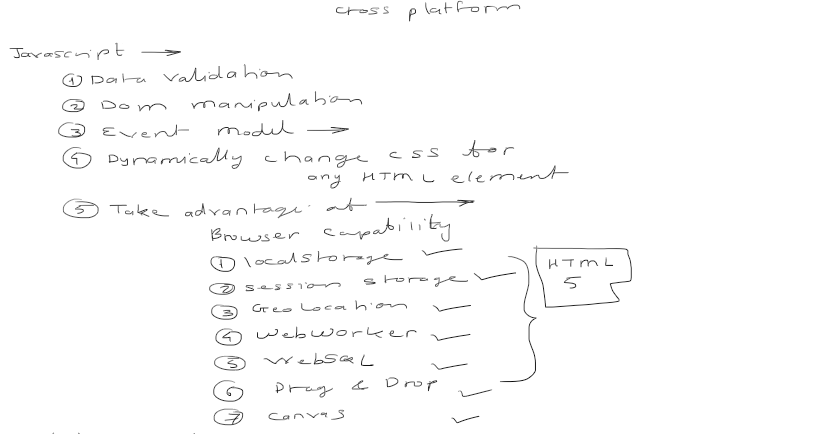 cross platform
Javascript →
① Data validation
② Dom manipulation
③ Event model →
④ Dynamically change css for
any HTML element
⑤ Take advantage of →
Browser capability
① localstorage ✓
② session storage ✓
③ Geo location ✓
④ WebWorker ✓
⑤ WebSQL ✓
⑥ Drag & Drop ✓
⑦ canvas ✓
HTML
5